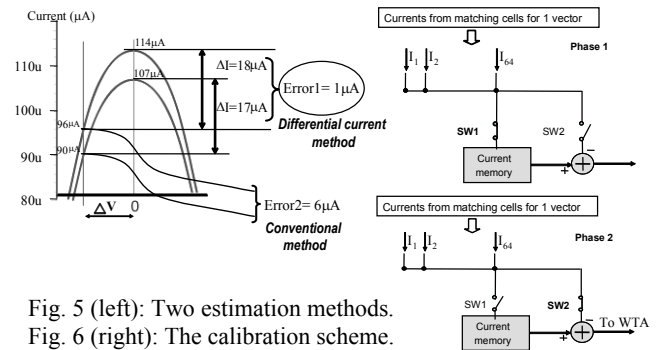 Current (μA)
114μA
110u
107μA
ΔI=18μA
Error1= 1μA
100u
ΔI=17μA
Differential current
method
96μA
90u
90μA
80u
ΔV
0
Error2= 6μA
Conventional
method
Fig. 5 (left): Two estimation methods.
Fig. 6 (right): The calibration scheme.
Currents from matching cells for 1 vector
Phase 1
I1 I2 I64
SW1
SW2
Current
memory
+
−
+
Currents from matching cells for 1 vector
Phase 2
I1 I2 I64
SW1
SW2
To WTA
Current
memory
+
−
+